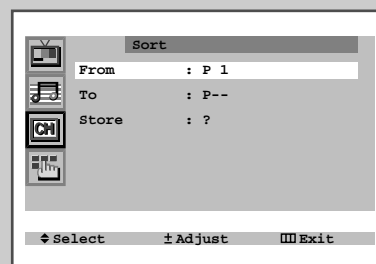 Sort
From : P 1
To : P--
CH
Store : ?
Select ± Adjust Exit